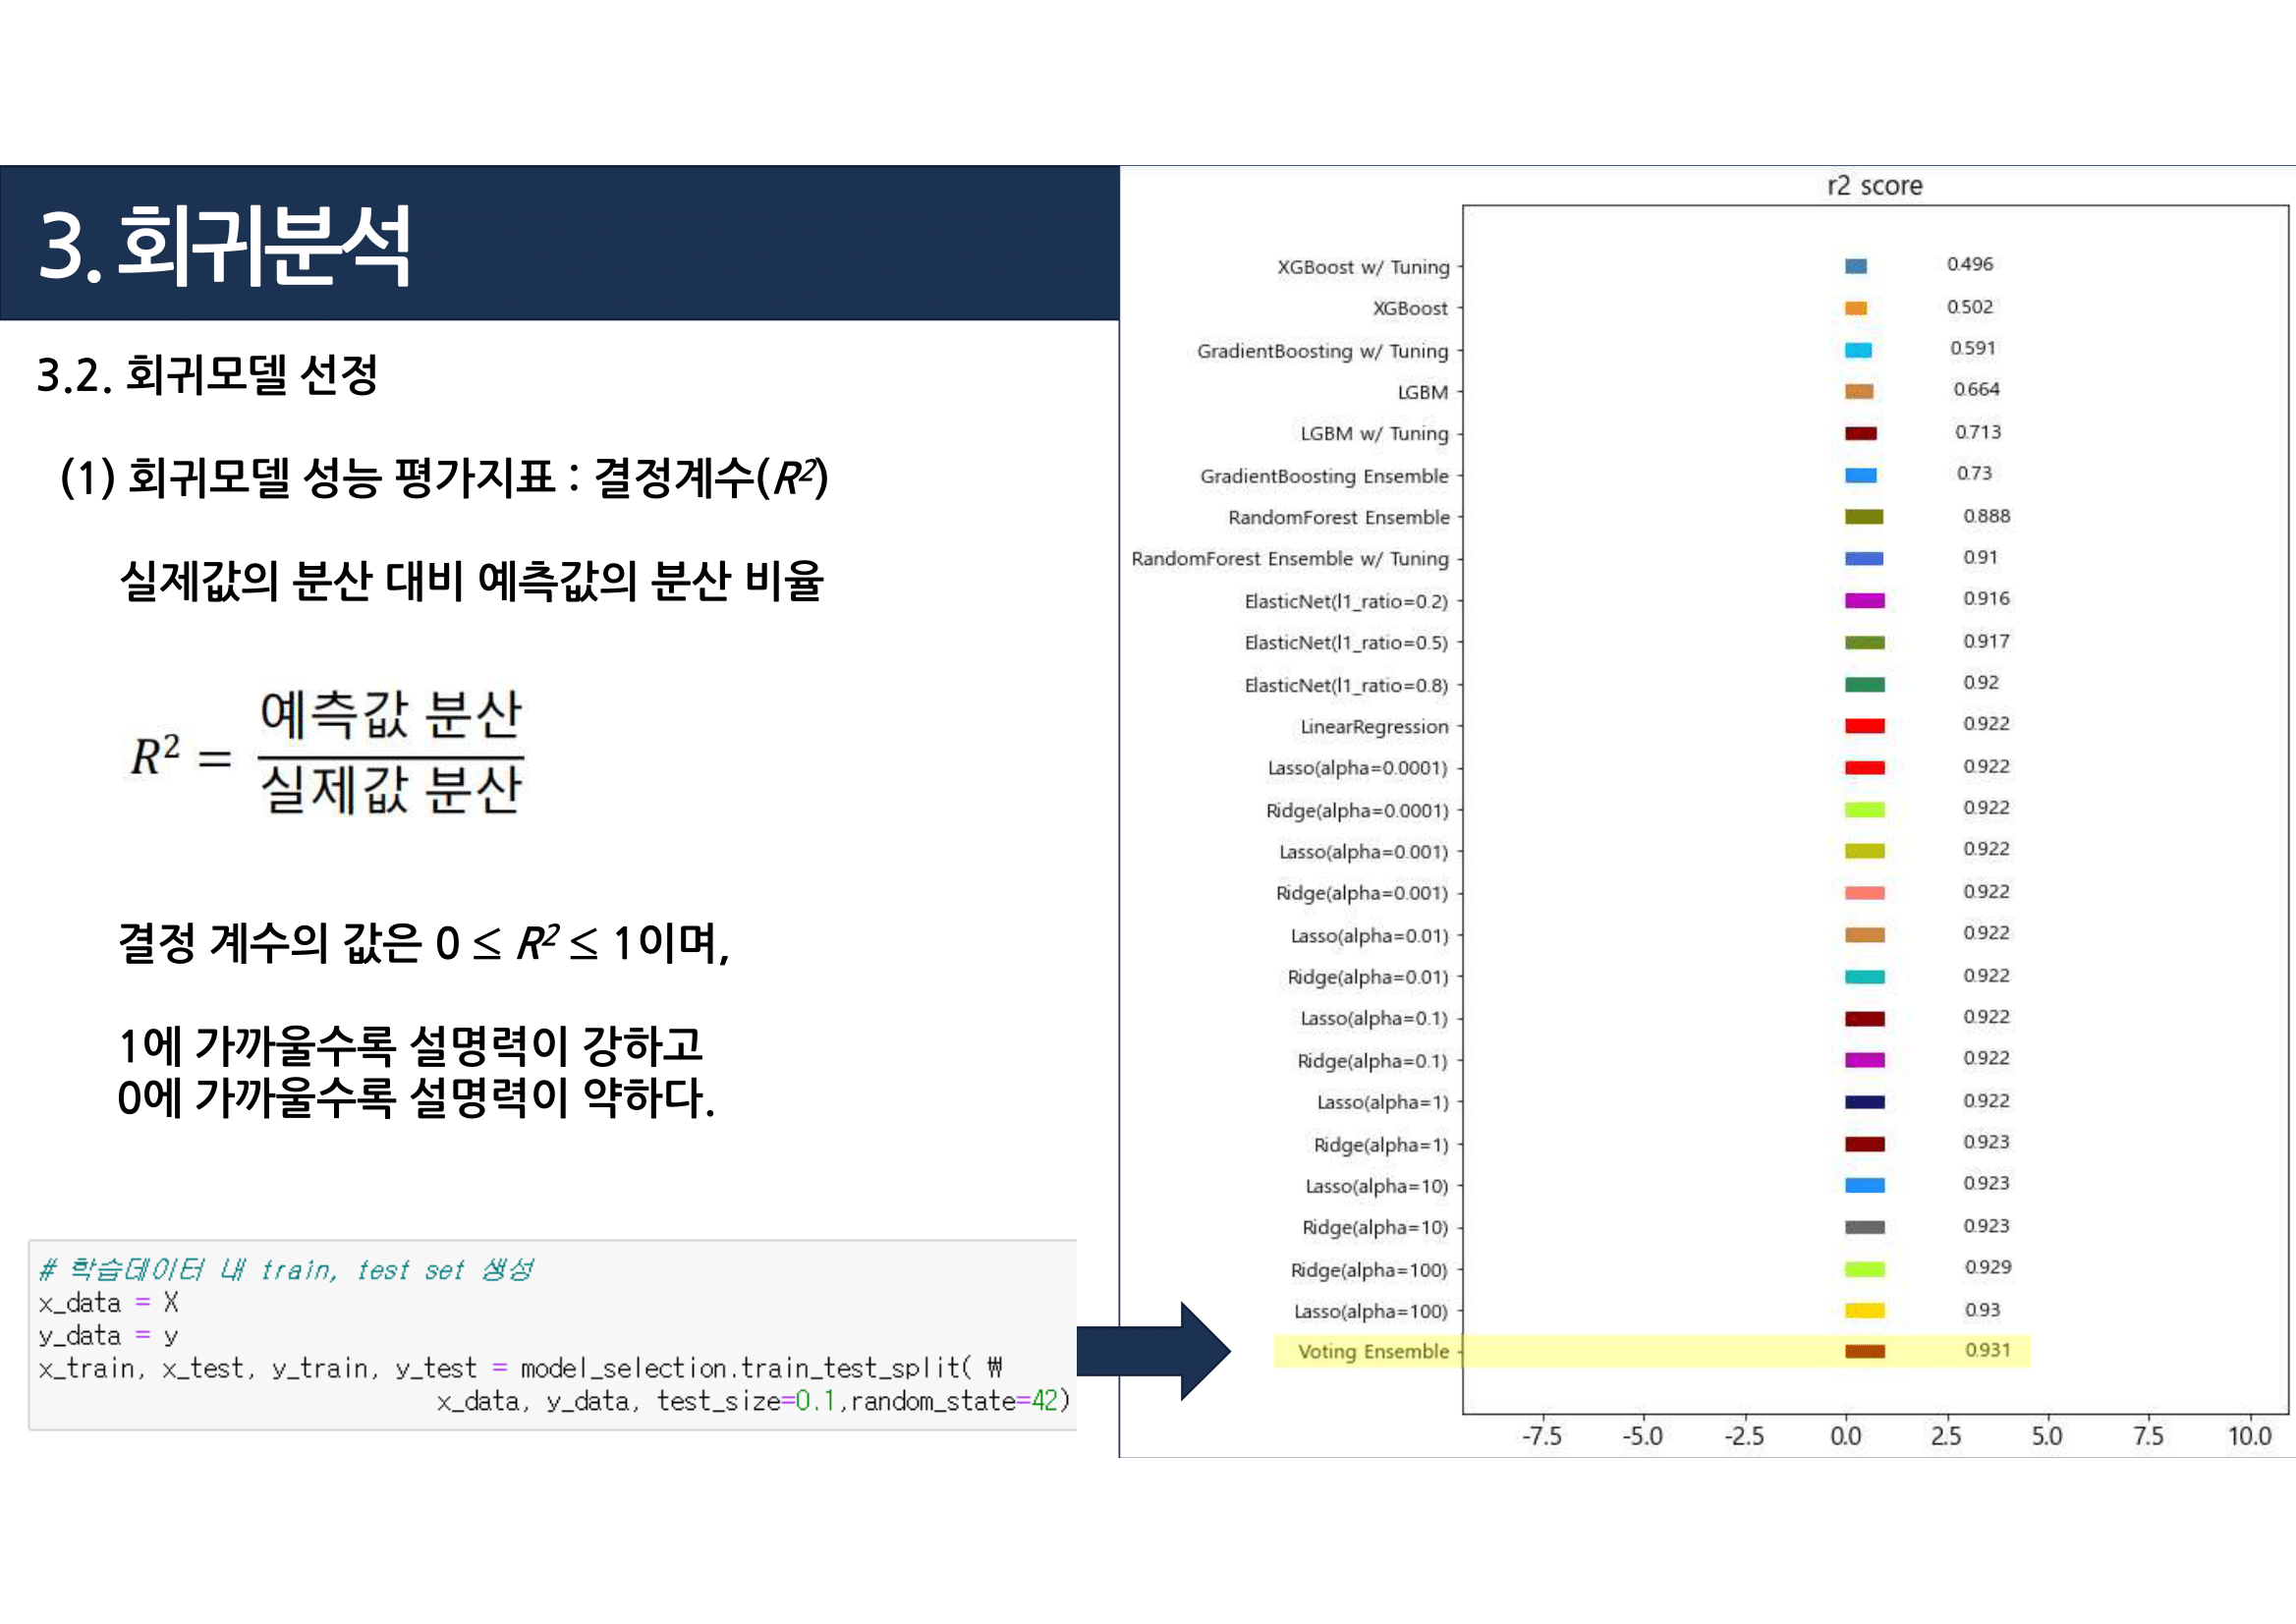 3. 회귀분석
3.2. 회귀모델 선정
(1) 회귀모델 성능 평가지표 : 결정계수(R²)
실제값의 분산 대비 예측값의 분산 비율
R² = 예측값 분산
실제값 분산
결정 계수의 값은 0 ≤ R² ≤ 1이며,
1에 가까울수록 설명력이 강하고
0에 가까울수록 설명력이 약하다.
# 학습데이터 내 train, test set 생성
x_data = X
y_data = y
x_train, x_test, y_train, y_test = model_selection.train_test_split( ₩
x_data, y_data, test_size=0.1,random_state=42)
r2 score
XGBoost w/ Tuning 0.496
XGBoost 0.502
GradientBoosting w/ Tuning 0.591
LGBM 0.664
LGBM w/ Tuning 0.713
GradientBoosting Ensemble 0.73
RandomForest Ensemble 0.888
RandomForest Ensemble w/ Tuning 0.91
ElasticNet(l1_ratio=0.2) 0.916
ElasticNet(l1_ratio=0.5) 0.917
ElasticNet(l1_ratio=0.8) 0.92
LinearRegression 0.922
Lasso(alpha=0.0001) 0.922
Ridge(alpha=0.0001) 0.922
Lasso(alpha=0.001) 0.922
Ridge(alpha=0.001) 0.922
Lasso(alpha=0.01) 0.922
Ridge(alpha=0.01) 0.922
Lasso(alpha=0.1) 0.922
Ridge(alpha=0.1) 0.922
Lasso(alpha=1) 0.922
Ridge(alpha=1) 0.923
Lasso(alpha=10) 0.923
Ridge(alpha=10) 0.923
Ridge(alpha=100) 0.929
Lasso(alpha=100) 0.93
Voting Ensemble 0.931
-7.5 -5.0 -2.5 0.0 2.5 5.0 7.5 10.0